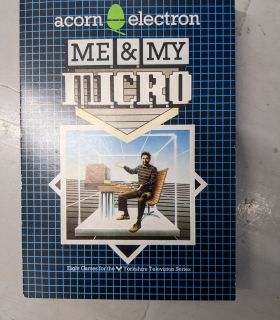 acorn electron
ME & MY
MICRO
Eight Games for the Yorkshire Television Series